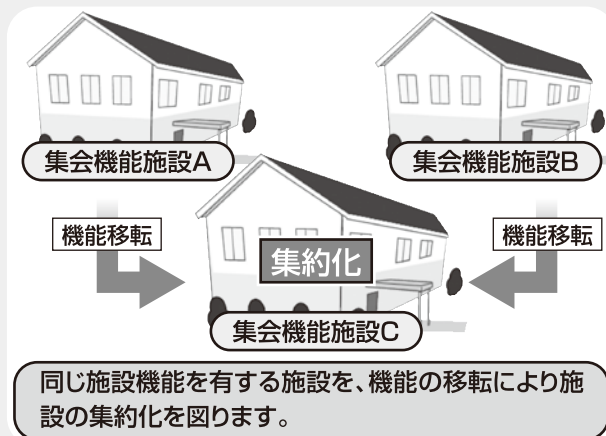 集会機能施設A
集会機能施設B
機能移転
機能移転
集約化
集会機能施設C
同じ施設機能を有する施設を、機能の移転により施
設の集約化を図ります。